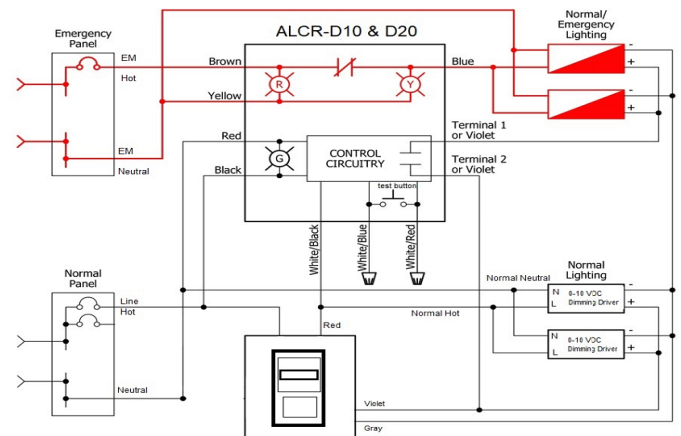 ALCR-D10 & D20
Normal/
Emergency
Lighting
Emergency
Panel
EM
Hot
Brown
Blue
-
+
R
Y
Yellow
-
+
EM
Neutral
Red
Black
G
CONTROL
CIRCUITRY
Terminal 1
or Violet
Terminal 2
or Violet
test button
White/Black
White/Blue
White/Red
Normal
Panel
Line
Hot
Neutral
Red
Normal Neutral
Normal Hot
Normal
Lighting
N
L
0-10 VDC
Dimming Driver
-
+
N
L
0-10 VDC
Dimming Driver
-
+
Violet
Gray